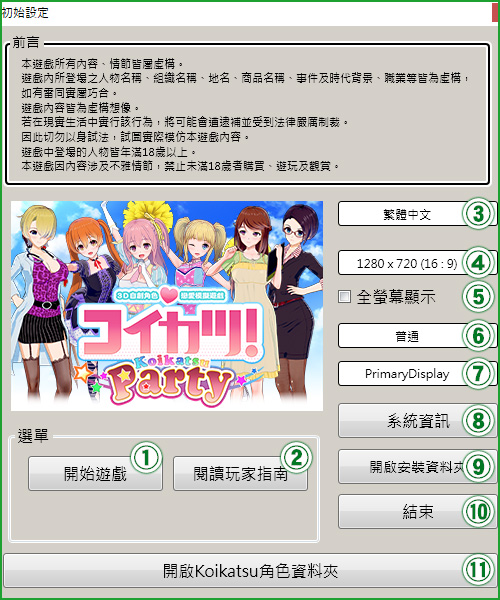 初始設定
前言
本遊戲所有內容、情節皆屬虛構。
遊戲內所登場之人物名稱、組織名稱、地名、商品名稱、事件及時代背景、職業等皆為虛構，
如有雷同實屬巧合。
遊戲內容皆為虛構想像。
若在現實生活中實行該行為，將可能會遭逮補並受到法律嚴厲制裁。
因此切勿以身試法，試圖實際模仿本遊戲內容。
遊戲中登場的人物皆年滿18歲以上。
本遊戲因內容涉及不雅情節，禁止未滿18歲者購買、遊玩及觀賞。
繁體中文 ③
1280 x 720 (16 : 9) ④
全螢幕顯示 ⑤
普通 ⑥
PrimaryDisplay ⑦
3D自創角色 戀愛模擬遊戲
コイカツ!
Koikatsu
Party
系統資訊 ⑧
選單
開始遊戲 ①
閱讀玩家指南 ②
開啟安裝資料夾 ⑨
結束 ⑩
開啟Koikatsu角色資料夾 ⑪